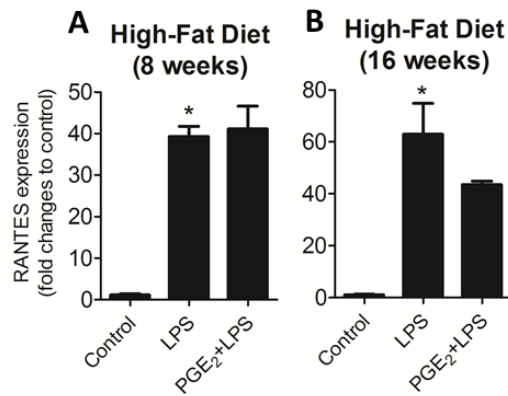 A
High-Fat Diet
(8 weeks)
RANTES expression
(fold changes to control)
50
40
30
20
10
0
*
Control
LPS
PGE₂+LPS
B
High-Fat Diet
(16 weeks)
80
60
40
20
0
*
Control
LPS
PGE₂+LPS